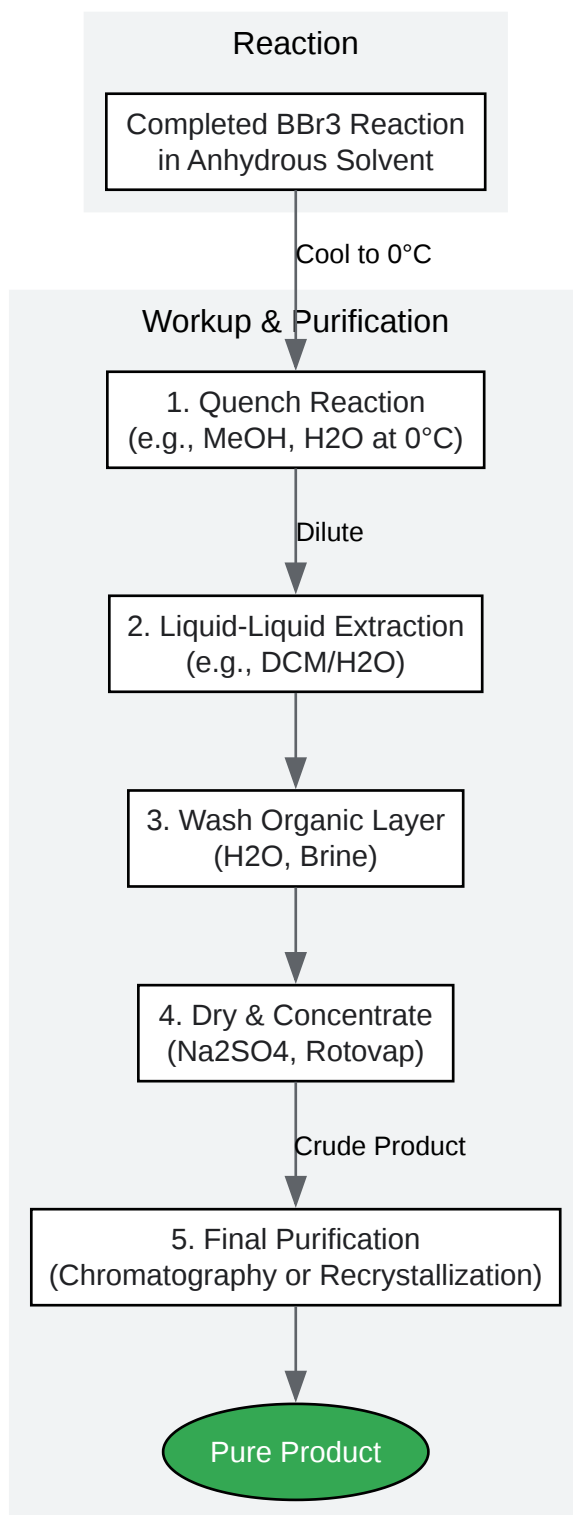 Reaction
Completed BBr3 Reaction
in Anhydrous Solvent
Cool to 0°C
Workup & Purification
1. Quench Reaction
(e.g., MeOH, H2O at 0°C)
Dilute
2. Liquid-Liquid Extraction
(e.g., DCM/H2O)
3. Wash Organic Layer
(H2O, Brine)
4. Dry & Concentrate
(Na2SO4, Rotovap)
Crude Product
5. Final Purification
(Chromatography or Recrystallization)
Pure Product